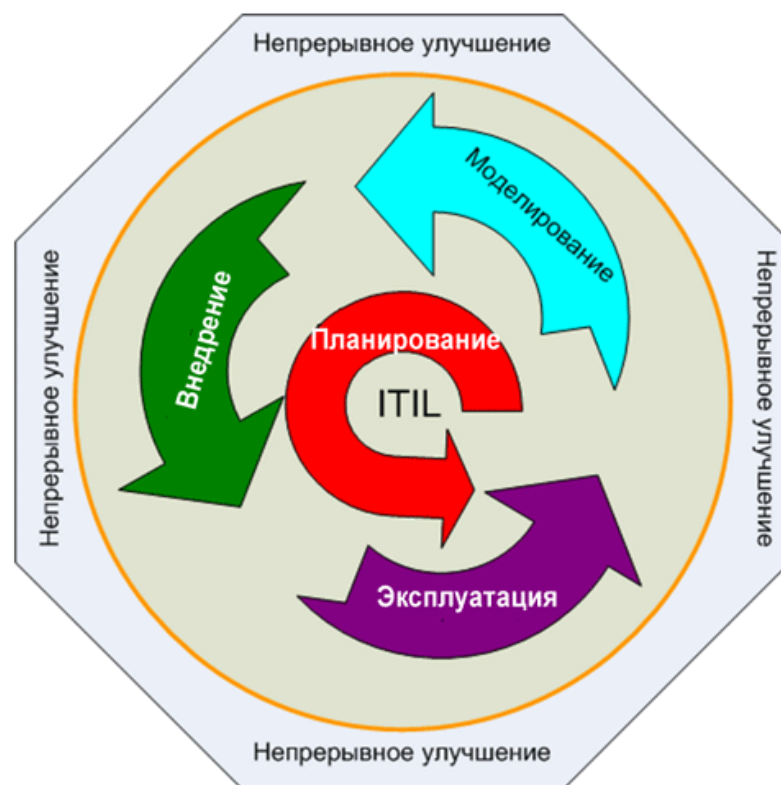 Непрерывное улучшение
Моделирование
Внедрение
Непрерывное улучшение
Непрерывное улучшение
Планирование
ITIL
Эксплуатация
Непрерывное улучшение